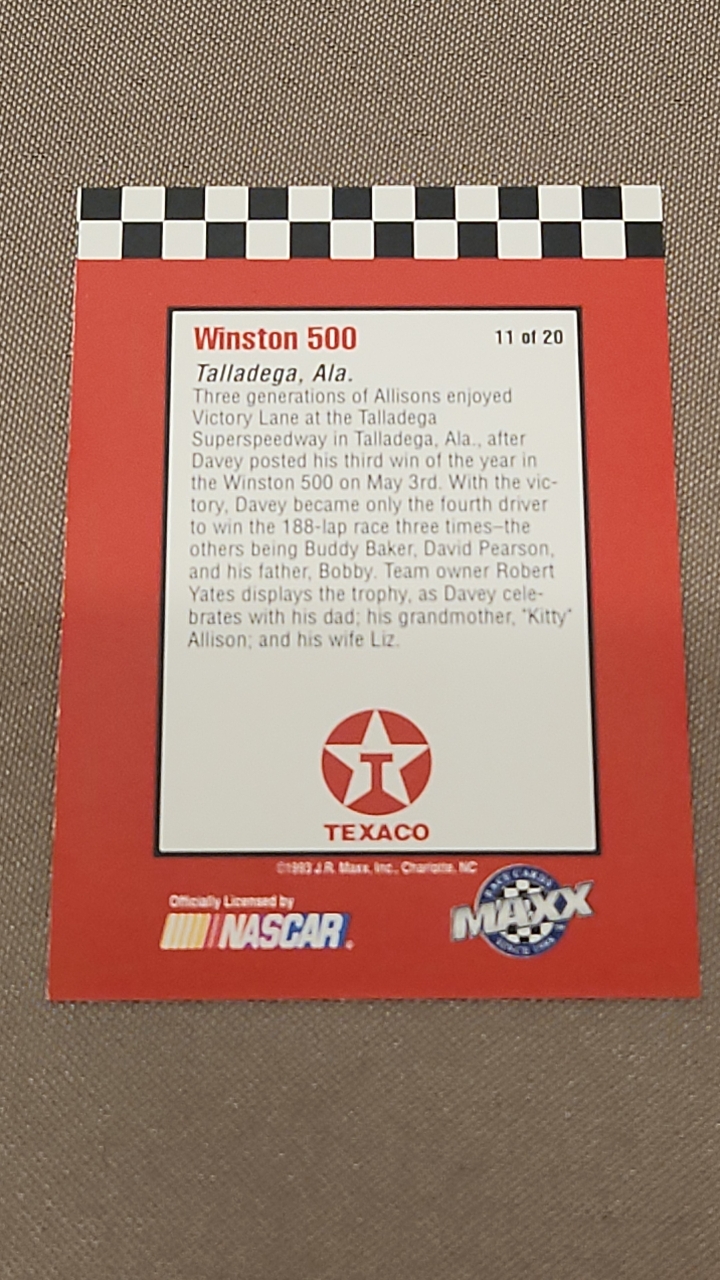 Winston 500
11 of 20
Talladega, Ala.
Three generations of Allisons enjoyed
Victory Lane at the Talladega
Superspeedway in Talladega, Ala., after
Davey posted his third win of the year in
the Winston 500 on May 3rd. With the vic-
tory, Davey became only the fourth driver
to win the 188-lap race three times–the
others being Buddy Baker, David Pearson,
and his father, Bobby. Team owner Robert
Yates displays the trophy, as Davey cele-
brates with his dad; his grandmother, "Kitty"
Allison; and his wife Liz.
T
TEXACO
©1993 J.R. Maxx, Inc., Charlotte, NC
Officially Licensed by
NASCAR.
RACE CARDS
MAXX